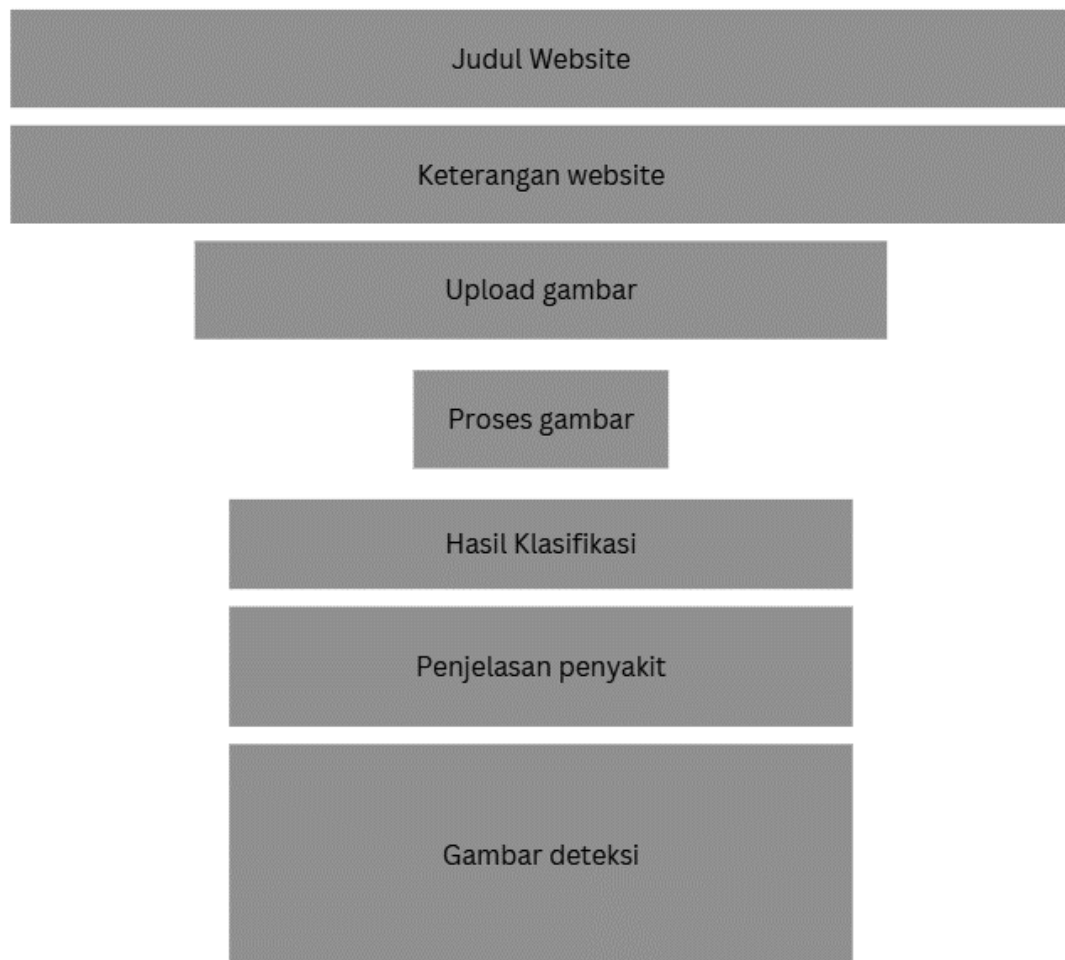 Judul Website
Keterangan website
Upload gambar
Proses gambar
Hasil Klasifikasi
Penjelasan penyakit
Gambar deteksi